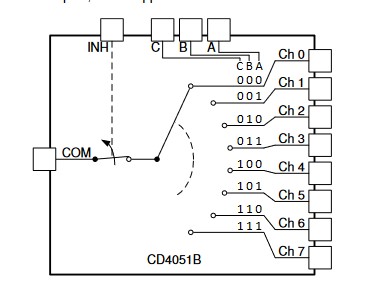 INH C B A
C B A
Ch 0
0 0 0
Ch 1
0 0 1
Ch 2
0 1 0
Ch 3
0 1 1
COM
Ch 4
1 0 0
Ch 5
1 0 1
Ch 6
1 1 0
Ch 7
1 1 1
CD4051B